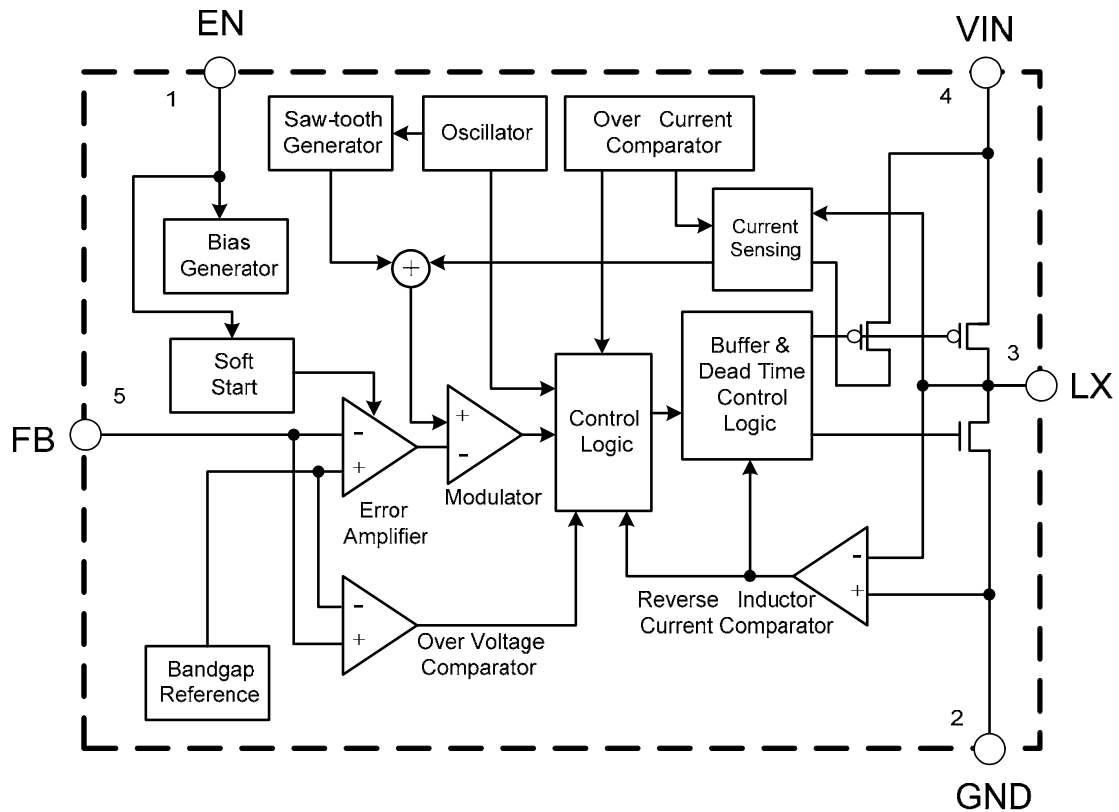 EN
VIN
1
4
Saw-tooth
Generator
Oscillator
Over Current
Comparator
Current
Sensing
Bias
Generator
+
Soft
Start
Buffer &
Dead Time
Control
Logic
3
LX
5
FB
-
+
Error
Amplifier
+
-
Modulator
Control
Logic
-
+
Reverse Inductor
Current Comparator
-
+
Over Voltage
Comparator
Bandgap
Reference
2
GND